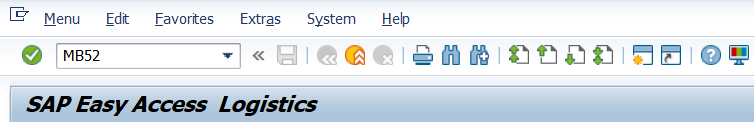 Menu Edit Favorites Extras System Help
MB52
SAP Easy Access Logistics